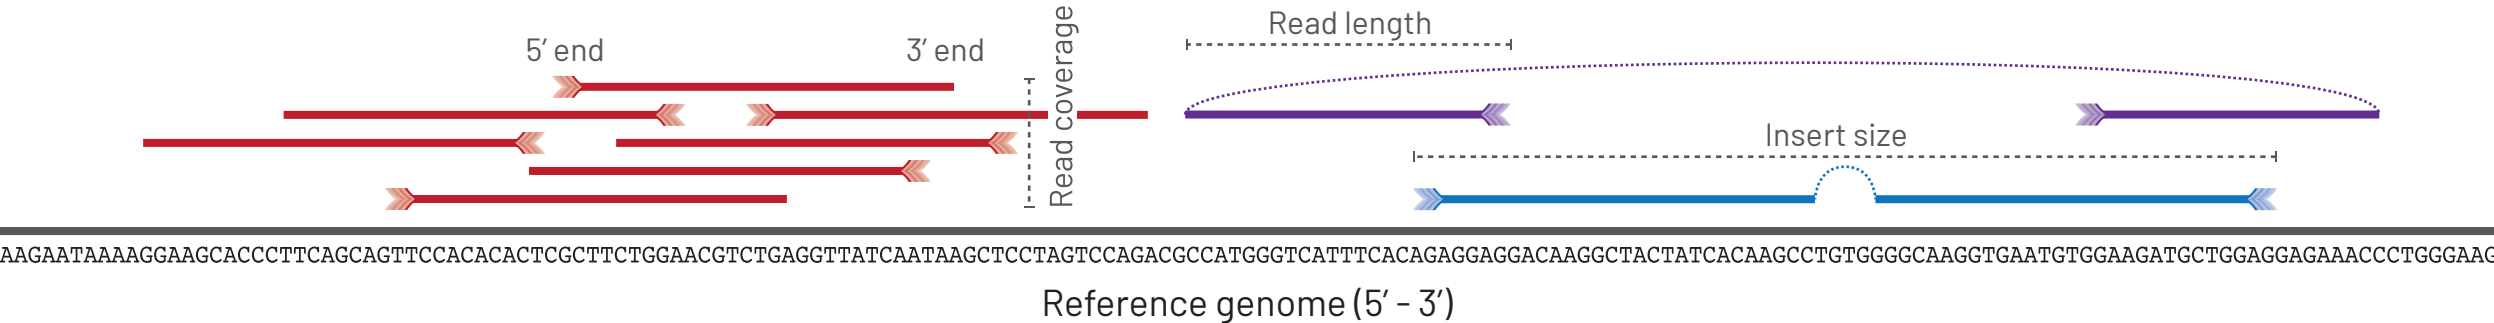 Read length
5′ end
3′ end
Read coverage
Insert size
AAGAATAAAAGGAAGCACCCTTCAGCAGTTCCACACACTCGCTTCTGGAACGTCTGAGGTTATCAATAAGCTCCTAGTCCAGACGCCATGGGTCATTTCACAGAGGAGGACAAGGCTACTATCACAAGCCTGTGGGGCAAGGTGAATGTGGAAGATGCTGGAGGAGAAACCCTGGGAAG
Reference genome (5′ - 3′)